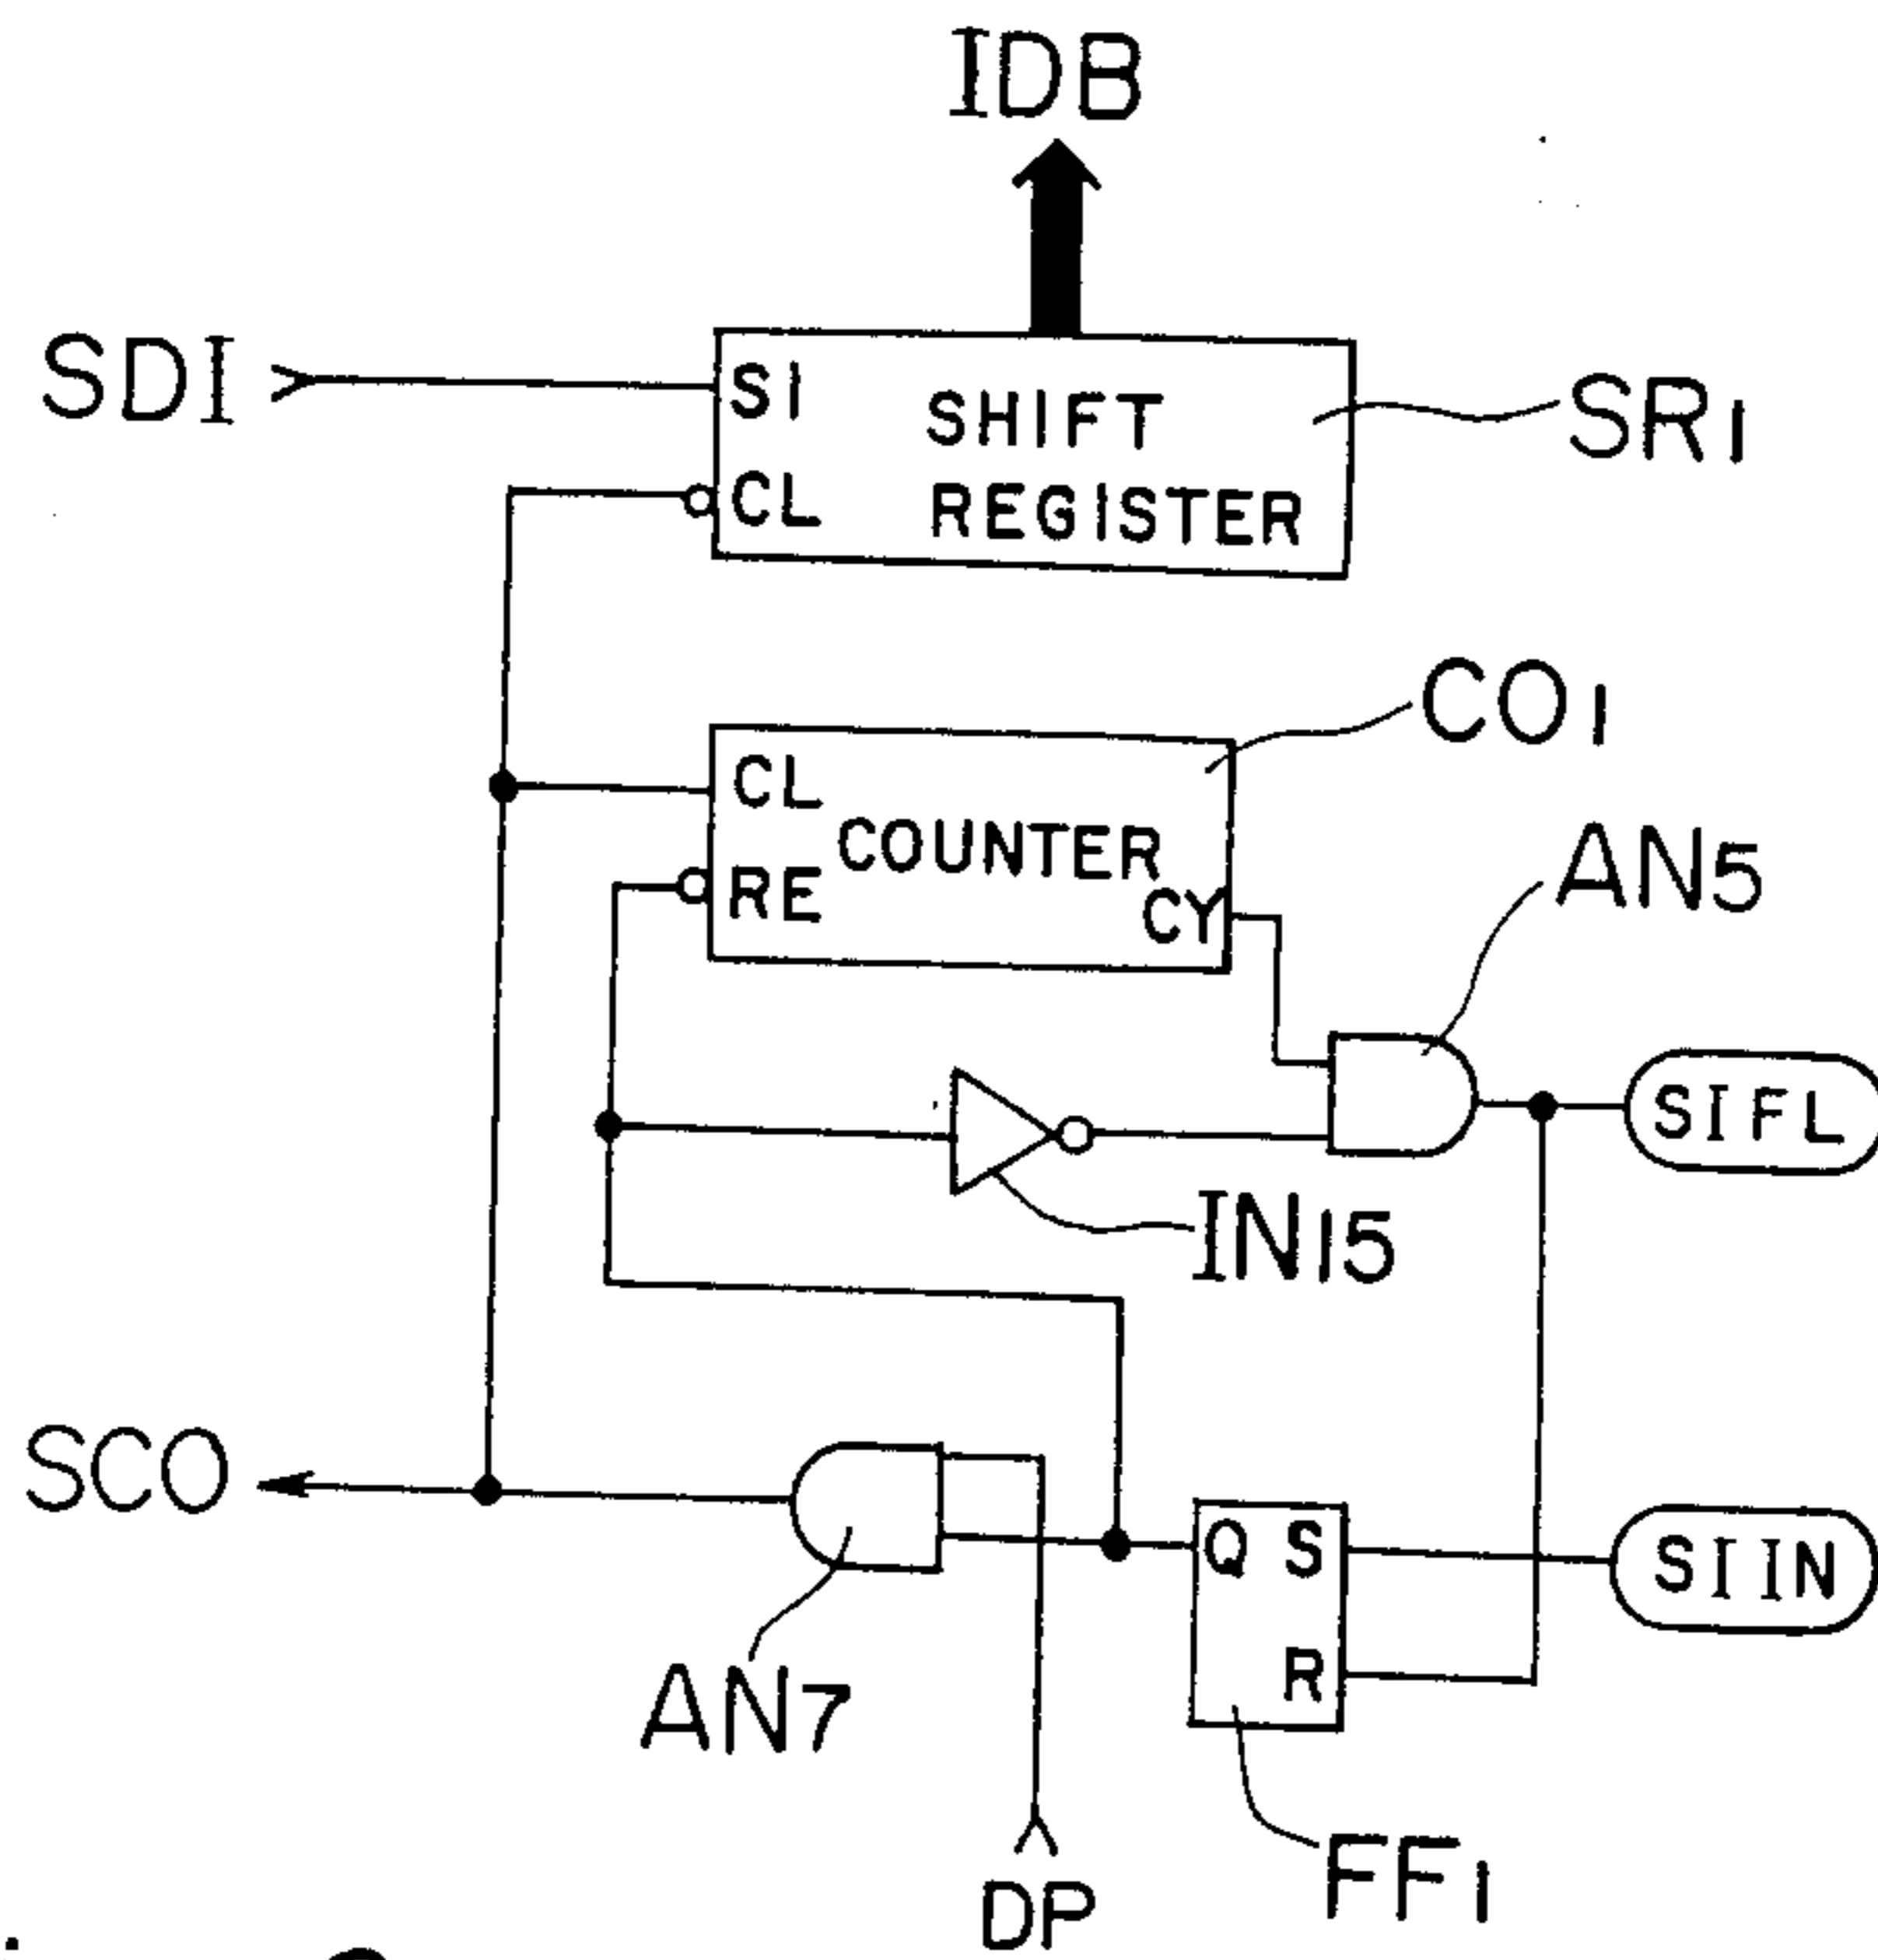 IDB
SDI
SI
SHIFT
REGISTER
CL
SR1
CO1
CL
COUNTER
RE
CY
AN5
SIFL
IN15
SCO
Q S
R
SIIN
AN7
FF1
DP